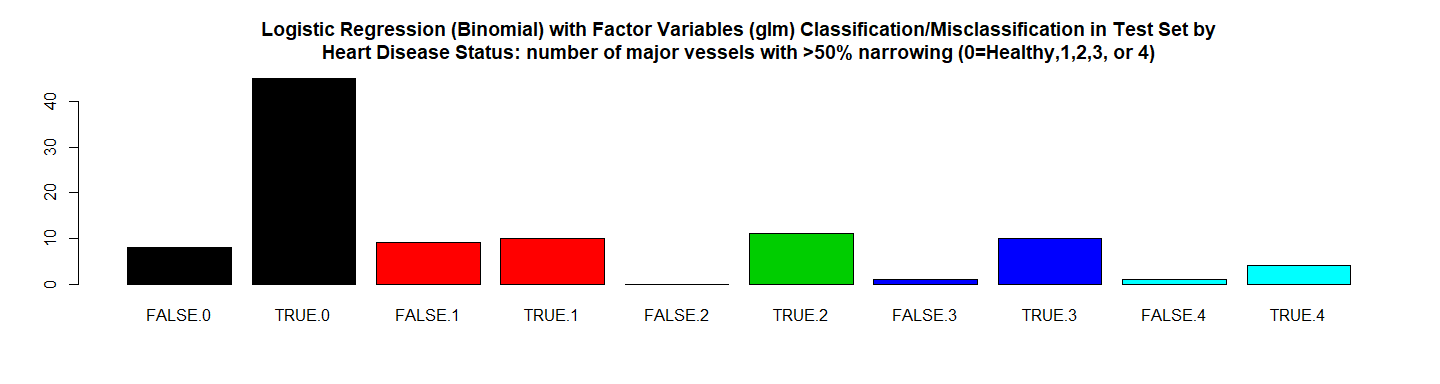 Logistic Regression (Binomial) with Factor Variables (glm) Classification/Misclassification in Test Set by
Heart Disease Status: number of major vessels with >50% narrowing (0=Healthy,1,2,3, or 4)
40
30
20
10
0
FALSE.0 TRUE.0 FALSE.1 TRUE.1 FALSE.2 TRUE.2 FALSE.3 TRUE.3 FALSE.4 TRUE.4